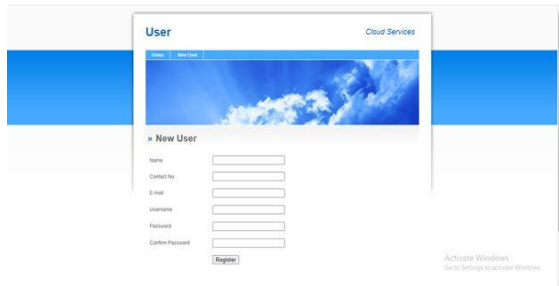 User
Cloud Services
Home New User
» New User
Name
Contact No
E-mail
Username
Password
Confirm Password
Register
Activate Windows
Go to Settings to activate Windows.